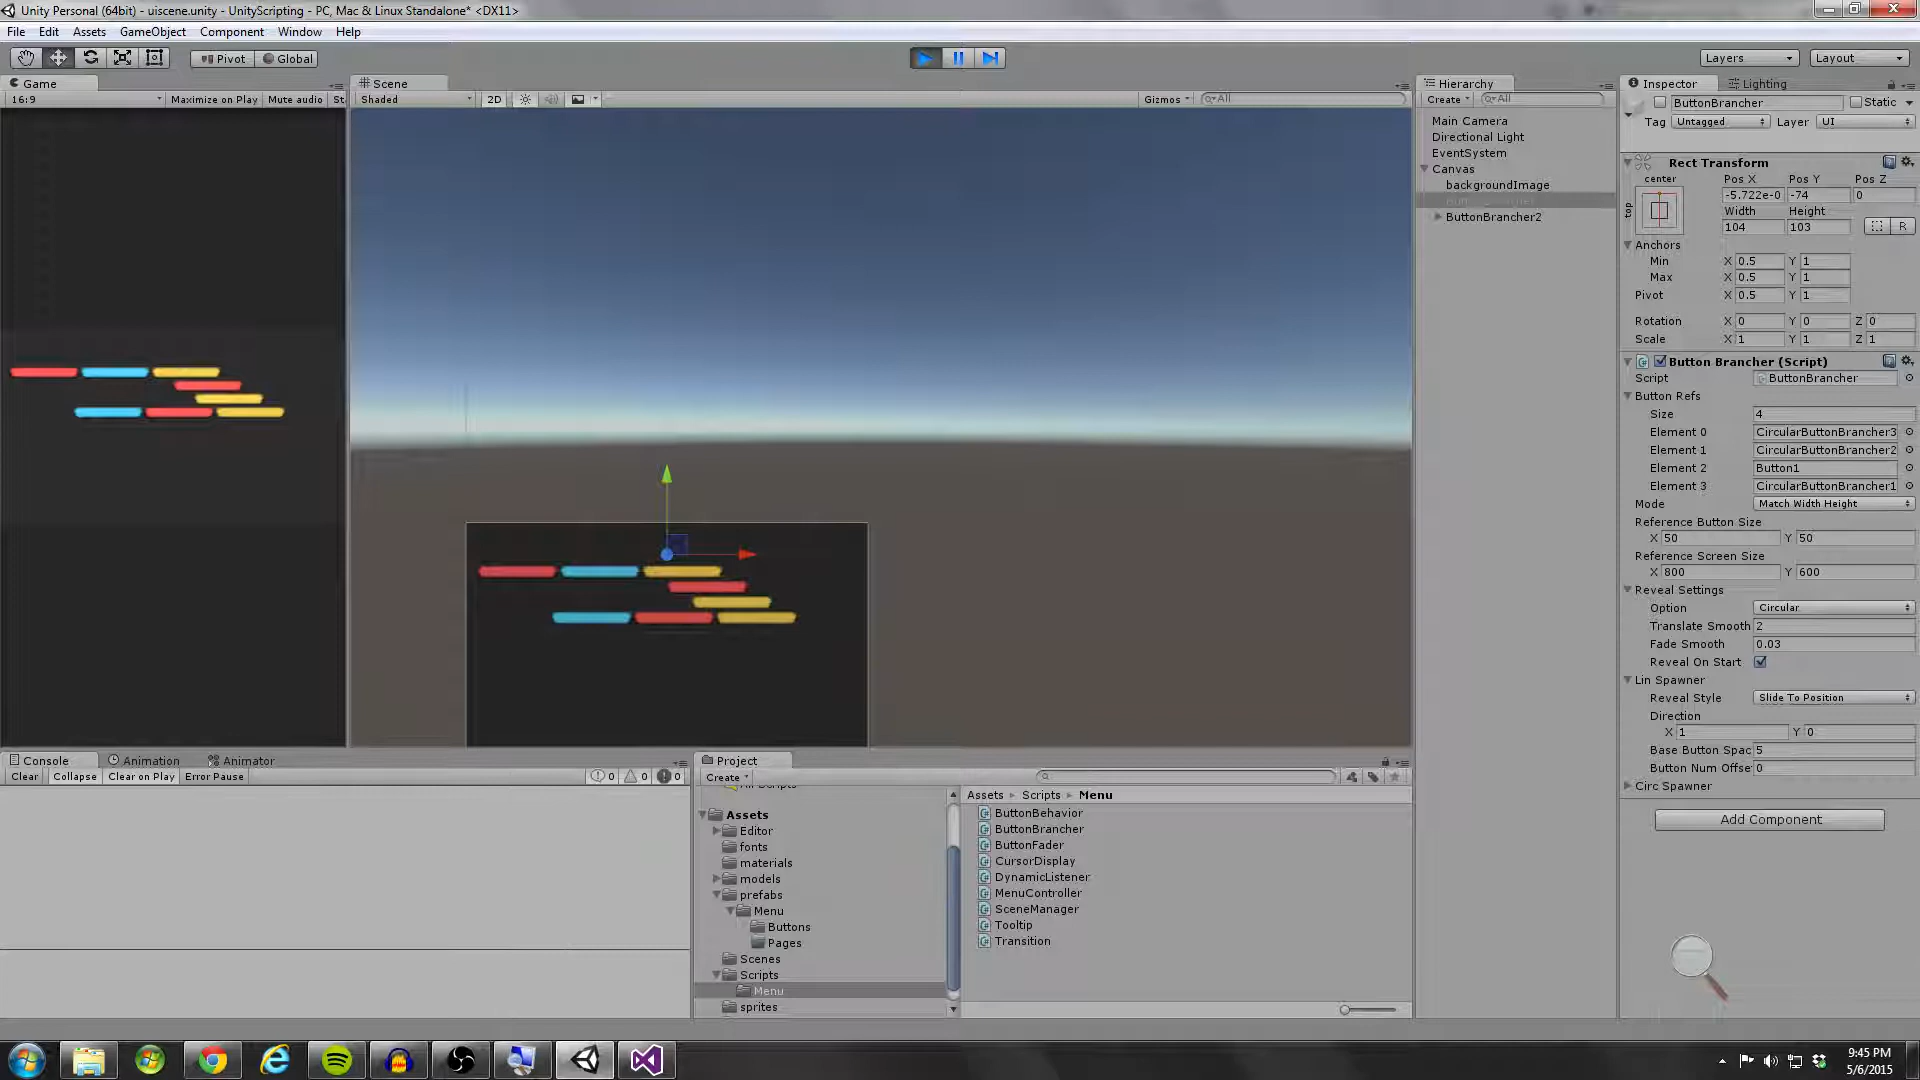 Unity Personal (64bit) - uiscene.unity - UnityScripting - PC, Mac & Linux Standalone* <DX11>
File Edit Assets GameObject Component Window Help
Pivot Global Layers Layout
Game Scene Hierarchy Inspector Lighting
16:9 Maximize on Play Mute audio St
Shaded 2D Gizmos All
Create All
Main Camera
Directional Light
EventSystem
Canvas
backgroundImage
ButtonBrancher2
ButtonBrancher Static
Tag Untagged Layer UI
Rect Transform
center Pos X Pos Y Pos Z
top -5.722e-0 -74 0
Width Height
104 103 R
Anchors
Min X 0.5 Y 1
Max X 0.5 Y 1
Pivot X 0.5 Y 1
Rotation X 0 Y 0 Z 0
Scale X 1 Y 1 Z 1
Button Brancher (Script)
Script ButtonBrancher
Button Refs
Size 4
Element 0 CircularButtonBrancher3
Element 1 CircularButtonBrancher2
Element 2 Button1
Element 3 CircularButtonBrancher1
Mode Match Width Height
Reference Button Size
X 50 Y 50
Reference Screen Size
X 800 Y 600
Reveal Settings
Option Circular
Translate Smooth 2
Fade Smooth 0.03
Reveal On Start
Lin Spawner
Reveal Style Slide To Position
Direction
X 1 Y 0
Base Button Spac 5
Button Num Offse 0
Circ Spawner
Add Component
Console Animation Animator
Clear Collapse Clear on Play Error Pause 0 0 0
Project
Create
Assets
Editor
fonts
materials
models
prefabs
Menu
Buttons
Pages
Scenes
Scripts
Menu
sprites
Assets Scripts Menu
ButtonBehavior
ButtonBrancher
ButtonFader
CursorDisplay
DynamicListener
MenuController
SceneManager
Tooltip
Transition
9:45 PM
5/6/2015